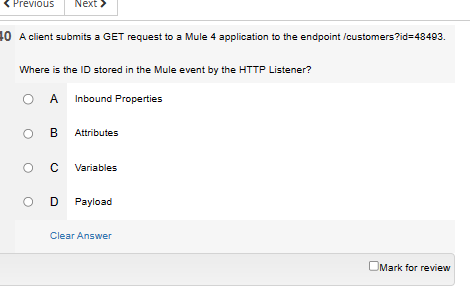 Previous Next
40 A client submits a GET request to a Mule 4 application to the endpoint /customers?id=48493.
Where is the ID stored in the Mule event by the HTTP Listener?
A Inbound Properties
B Attributes
C Variables
D Payload
Clear Answer
Mark for review